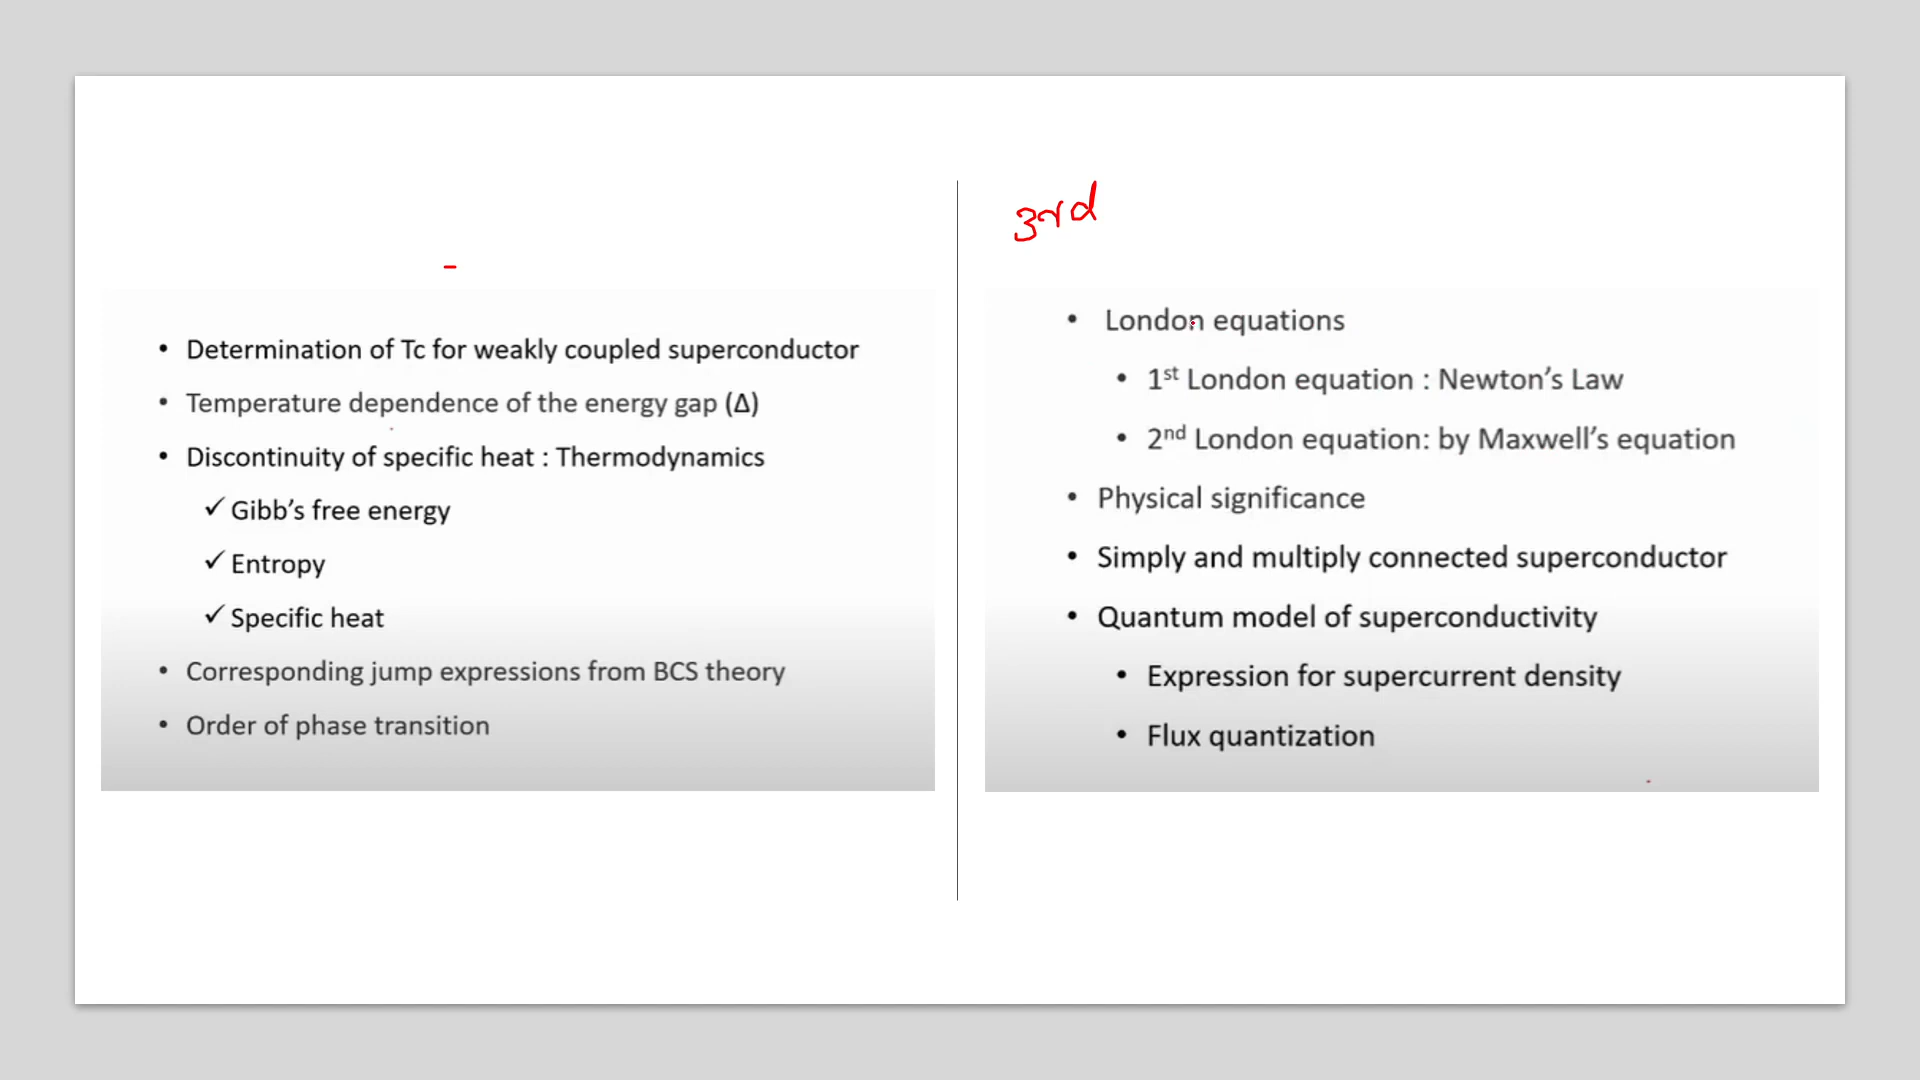 • Determination of Tc for weakly coupled superconductor
• Temperature dependence of the energy gap (Δ)
• Discontinuity of specific heat : Thermodynamics
✓ Gibb's free energy
✓ Entropy
✓ Specific heat
• Corresponding jump expressions from BCS theory
• Order of phase transition
3rd
• London equations
• 1st London equation : Newton's Law
• 2nd London equation: by Maxwell's equation
• Physical significance
• Simply and multiply connected superconductor
• Quantum model of superconductivity
• Expression for supercurrent density
• Flux quantization